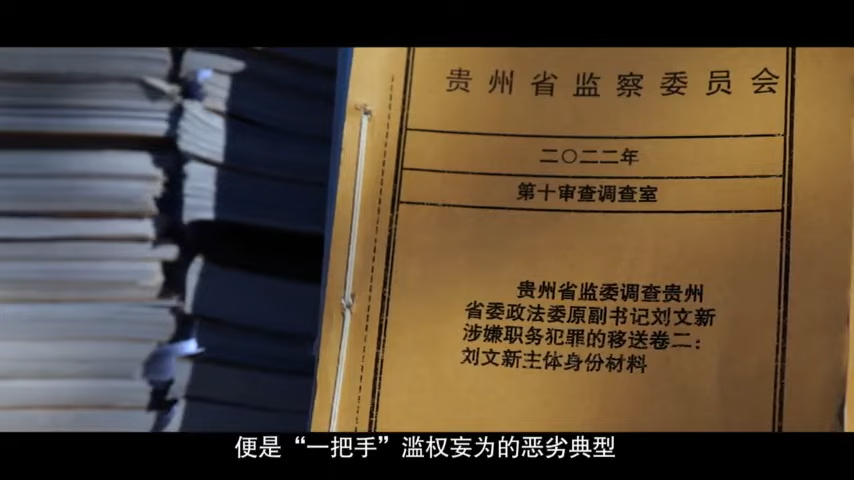 贵州省监察委员会
二〇二二年
第十审查调查室
贵州省监委调查贵州
省委政法委原副书记刘文新
涉嫌职务犯罪的移送卷二：
刘文新主体身份材料
便是“一把手”滥权妄为的恶劣典型